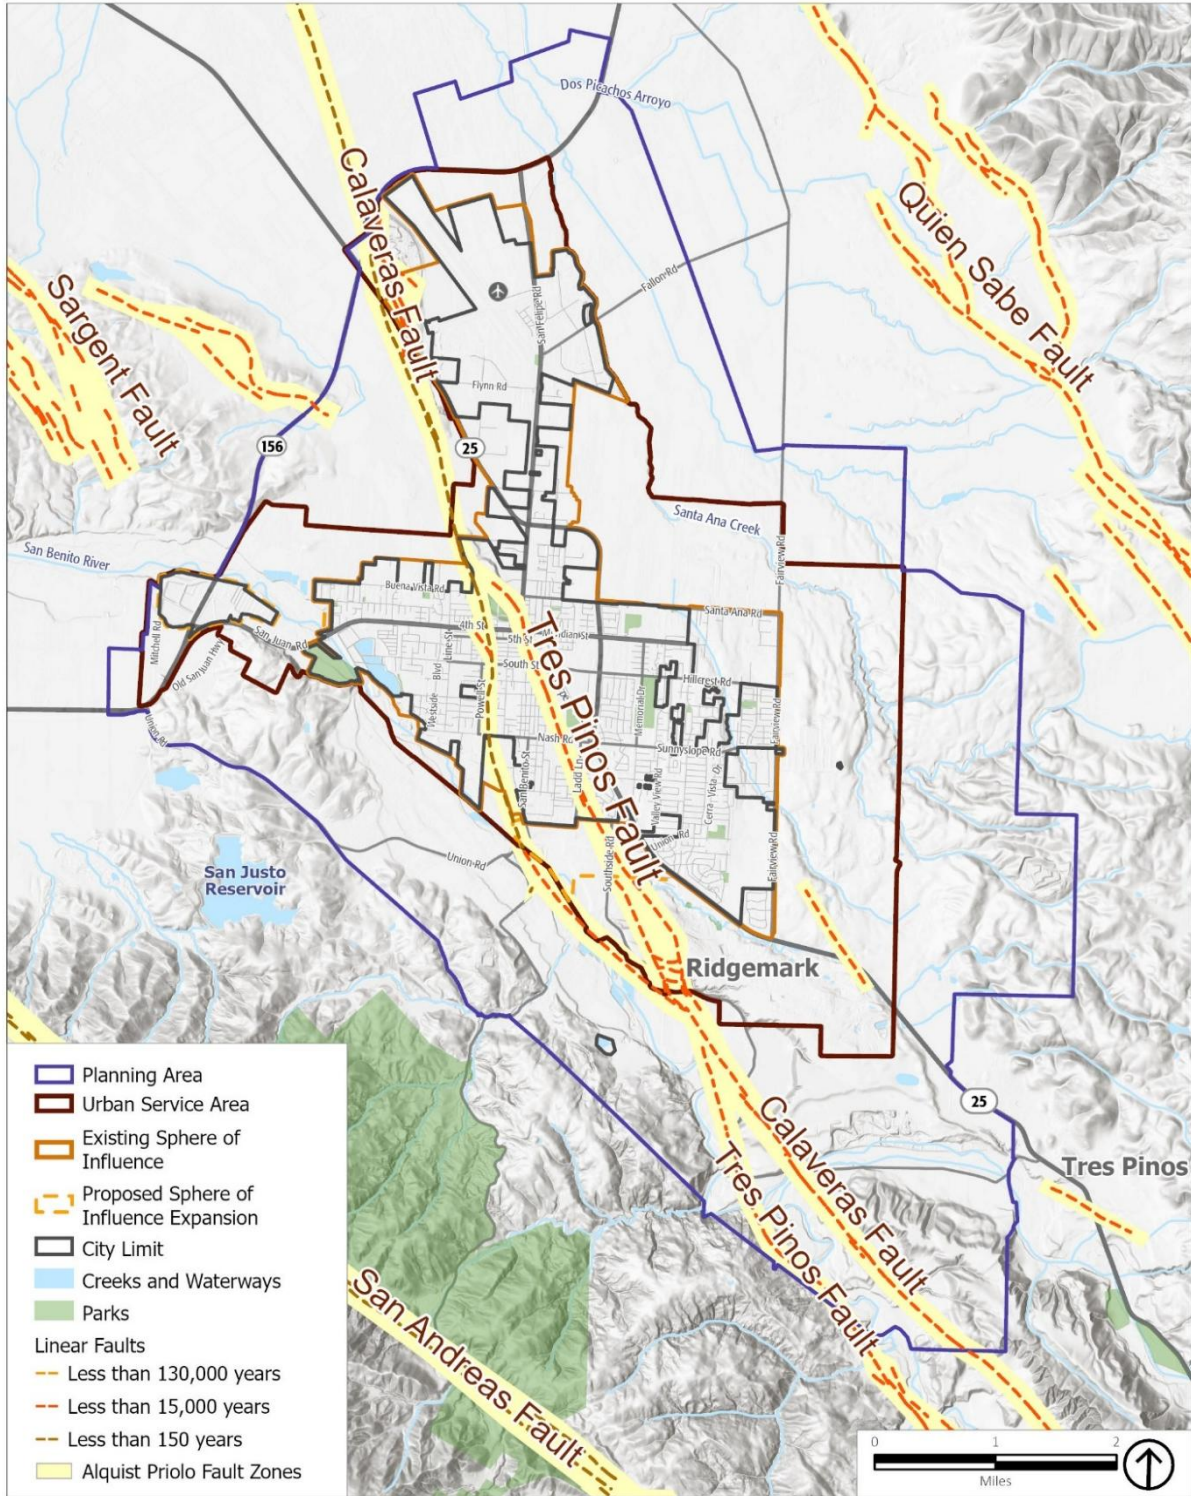 Dos Picachos Arroyo
Calaveras Fault
Quien Sabe Fault
Sargent Fault
San Felipe Rd
Fallon Rd
Flynn Rd
156
25
Santa Ana Creek
Fairview Rd
San Benito River
Buena Vista Rd
Santa Ana Rd
Mitchell Rd
San Juan Rd
Old San Juan Hwy
4th St
5th St
Meridian St
Line St
Westside Blvd
South St
Powell St
Hillcrest Rd
Memorial Dr
Tres Pinos Fault
Fairview Rd
Union Rd
Nash Rd
Sunnyslope Rd
San Benito St
Ladd Ln
Valley View Rd
Cerra Vista Dr
Union Rd
Union Rd
Southside Rd
Fairview Rd
San Justo
Reservoir
Ridgemark
25
Calaveras Fault
Tres Pinos Fault
Tres Pinos
San Andreas Fault
Planning Area
Urban Service Area
Existing Sphere of
Influence
Proposed Sphere of
Influence Expansion
City Limit
Creeks and Waterways
Parks
Linear Faults
Less than 130,000 years
Less than 15,000 years
Less than 150 years
Alquist Priolo Fault Zones
0 1 2
Miles